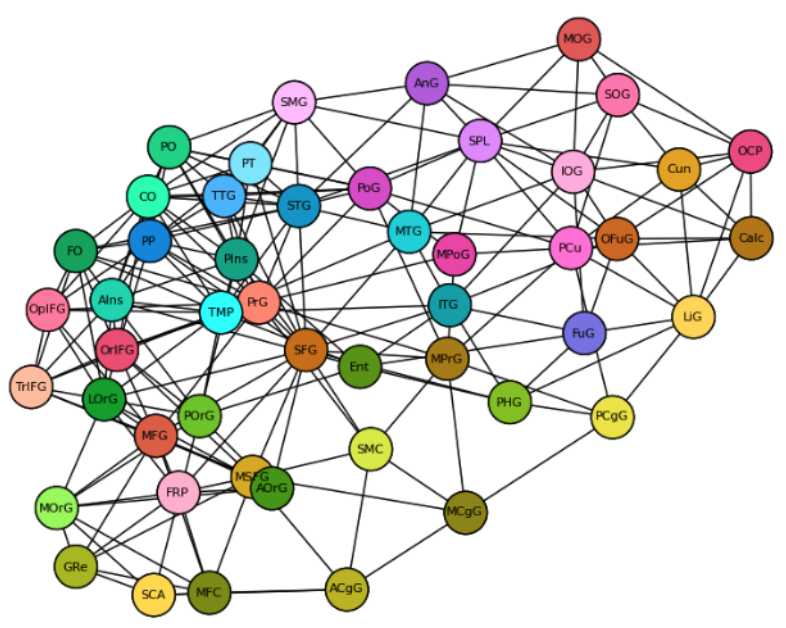 MOG
AnG
SOG
SMG
SPL
PO
OCP
PT
IOG
Cun
PoG
CO
TTG
STG
MTG
PP
OFuG
Calc
PCu
FO
MPoG
PIns
AIns
PrG
ITG
OpIFG
TMP
LiG
FuG
OrIFG
SFG
MPrG
Ent
TrIFG
LOrG
PHG
POrG
PCgG
MFG
SMC
MSFG
AOrG
FRP
MOrG
MCgG
GRe
ACgG
MFC
SCA